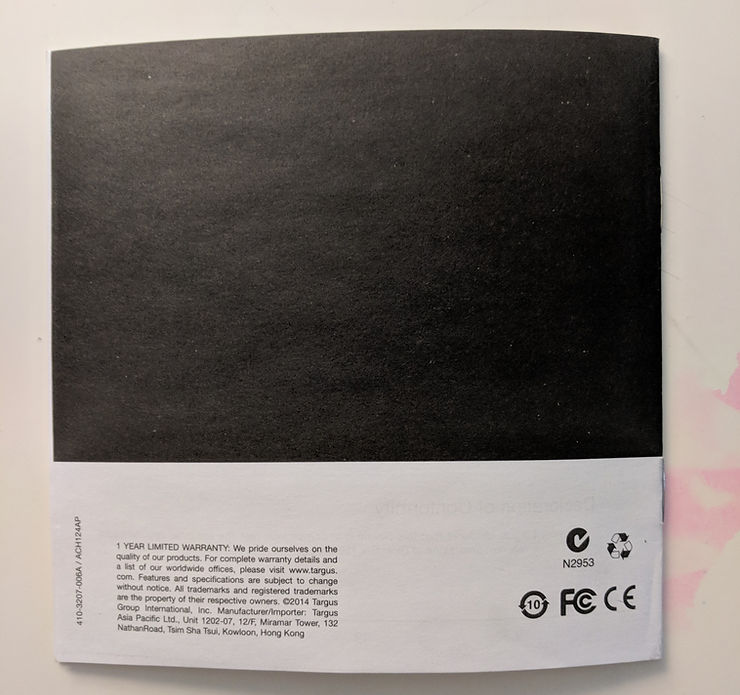 410-3207-006A / ACH124AP
1 YEAR LIMITED WARRANTY: We pride ourselves on the
quality of our products. For complete warranty details and
a list of our worldwide offices, please visit www.targus.
com. Features and specifications are subject to change
without notice. All trademarks and registered trademarks
are the property of their respective owners. ©2014 Targus
Group International, Inc. Manufacturer/Importer: Targus
Asia Pacific Ltd., Unit 1202-07, 12/F, Miramar Tower, 132
NathanRoad, Tsim Sha Tsui, Kowloon, Hong Kong
N2953
10 FC CE
Declaration of Conformity